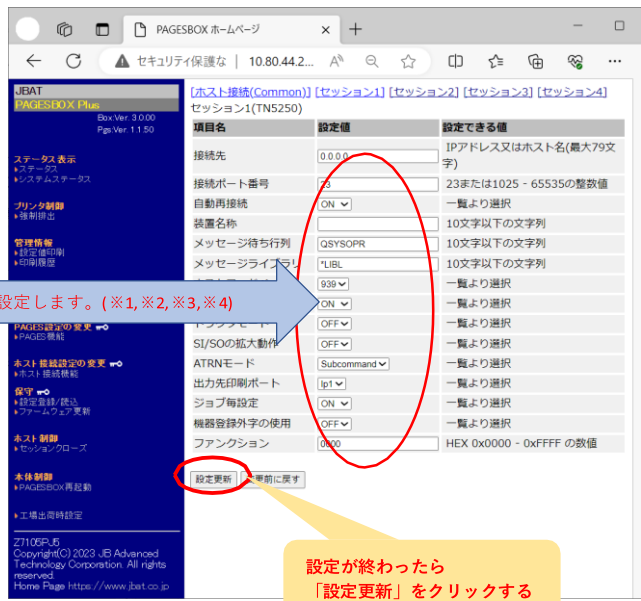 PAGESBOX ホームページ
セキュリティ保護な | 10.80.44.2...
JBAT
PAGESBOX Plus
Box:Ver. 3.0.00
Pgs:Ver. 1.1.50
ステータス表示
ステータス
システムステータス
プリンタ制御
強制排出
管理情報
設定値印刷
印刷履歴
PAGES設定の変更
PAGES機能
ホスト接続設定の変更
ホスト接続機能
保守
設定登録/読込
ファームウェア更新
ホスト制御
セッションクローズ
本体制御
PAGESBOX再起動
工場出荷時設定
Z7105PJ5
Copyright(C) 2023 JB Advanced
Technology Corporation. All rights
reserved.
Home Page https://www.jbat.co.jp
[ホスト接続(Common)] [セッション1] [セッション2] [セッション3] [セッション4]
セッション1(TN5250)
項目名 設定値 設定できる値
接続先 0.0.0.0 IPアドレス又はホスト名(最大79文字)
接続ポート番号 23 23または1025 - 65535の整数値
自動再接続 ON 一覧より選択
装置名称 10文字以下の文字列
メッセージ待ち行列 QSYSOPR 10文字以下の文字列
メッセージライブラリ *LIBL 10文字以下の文字列
939 一覧より選択
設定します。(※1,※2,※3,※4)
ON 一覧より選択
OFF 一覧より選択
SI/SOの拡大動作 OFF 一覧より選択
ATRNモード Subcommand 一覧より選択
出力先印刷ポート lp1 一覧より選択
ジョブ毎設定 ON 一覧より選択
機器登録外字の使用 OFF 一覧より選択
ファンクション 0000 HEX 0x0000 - 0xFFFF の数値
設定更新 更前に戻す
設定が終わったら
「設定更新」をクリックする